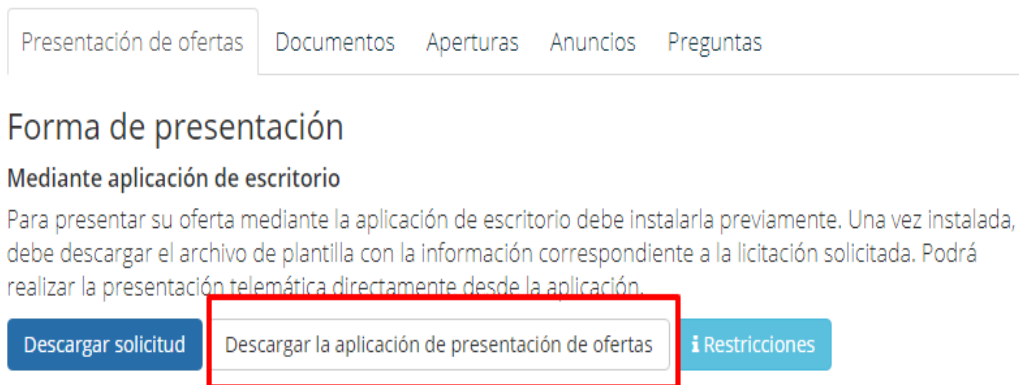 Presentación de ofertas Documentos Aperturas Anuncios Preguntas
Forma de presentación
Mediante aplicación de escritorio
Para presentar su oferta mediante la aplicación de escritorio debe instalarla previamente. Una vez instalada,
debe descargar el archivo de plantilla con la información correspondiente a la licitación solicitada. Podrá
realizar la presentación telemática directamente desde la aplicación.
Descargar solicitud Descargar la aplicación de presentación de ofertas i Restricciones